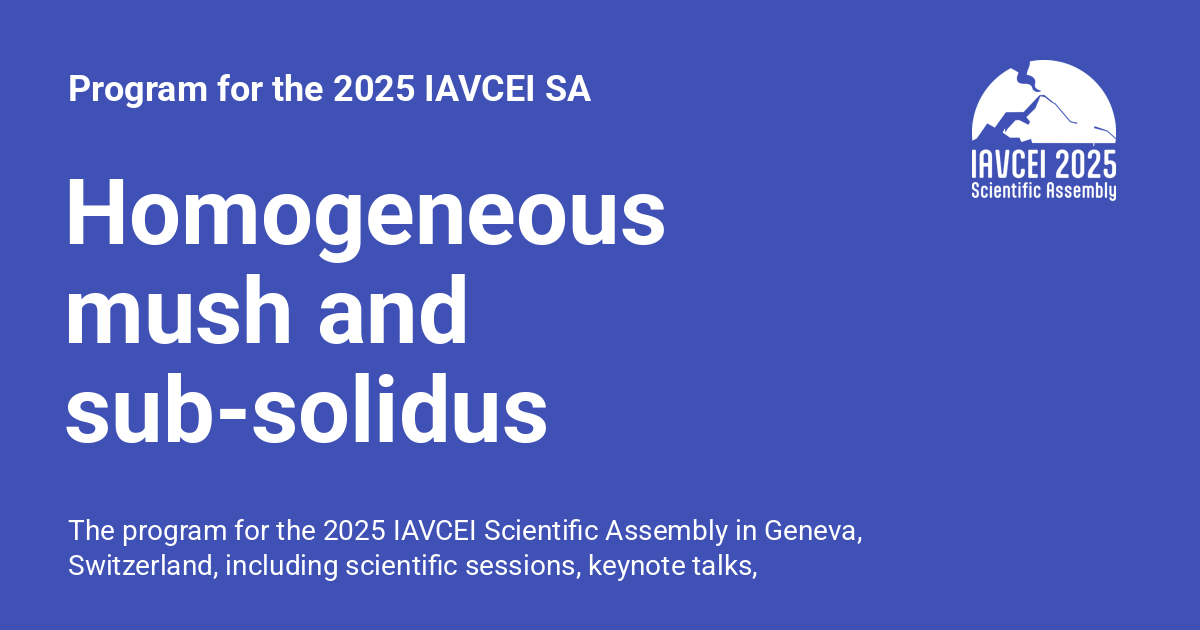 Program for the 2025 IAVCEI SA
IAVCEI 2025
Scientific Assembly
Homogeneous
mush and
sub-solidus
The program for the 2025 IAVCEI Scientific Assembly in Geneva,
Switzerland, including scientific sessions, keynote talks,